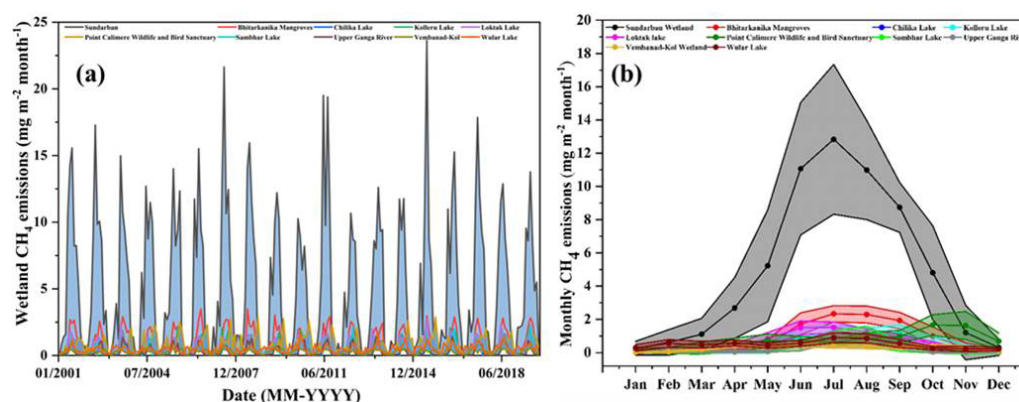 Sundarban Bhitarkanika Mangroves Chilika Lake Kolleru Lake Loktak Lake
Point Calimere Wildlife and Bird Sanctuary Sambhar Lake Upper Ganga River Vembanad-Kol Wular Lake
(a)
Wetland CH₄ emissions (mg m⁻² month⁻¹)
25
20
15
10
5
0
01/2001 07/2004 12/2007 06/2011 12/2014 06/2018
Date (MM-YYYY)
Sundarban Wetland Bhitarkanika Mangroves Chilika Lake Kolleru Lake
Loktak lake Point Calimere Wildlife and Bird Sanctuary Sambhar Lake Upper Ganga Riv
Vembanad-Kol Wetland Wular Lake
(b)
Monthly CH₄ emissions (mg m⁻² month⁻¹)
20
18
16
14
12
10
8
6
4
2
0
Jan Feb Mar Apr May Jun Jul Aug Sep Oct Nov Dec